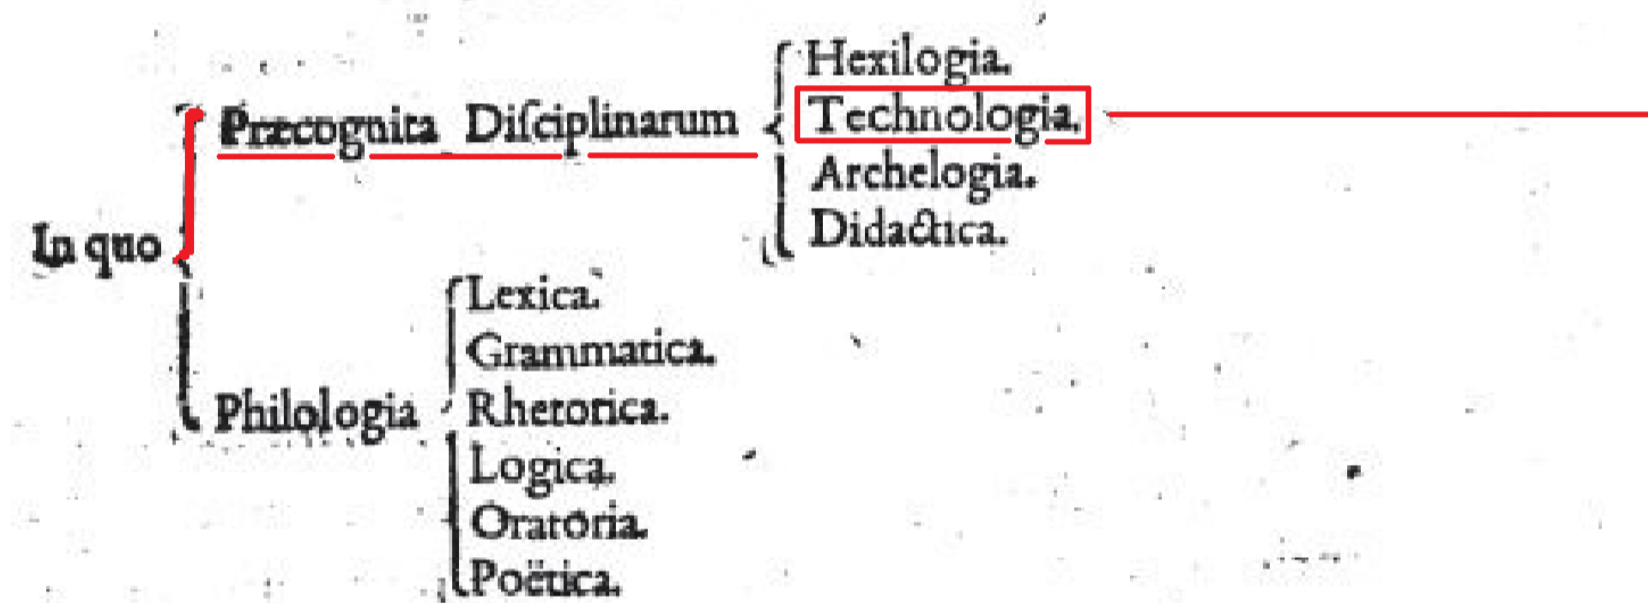 Hexilogia.
Præcognita Diſciplinarum
Technologia.
Archelogia.
Didactica.
In quo
Lexica.
Grammatica.
Philologia
Rhetorica.
Logica.
Oratoria.
Poëtica.